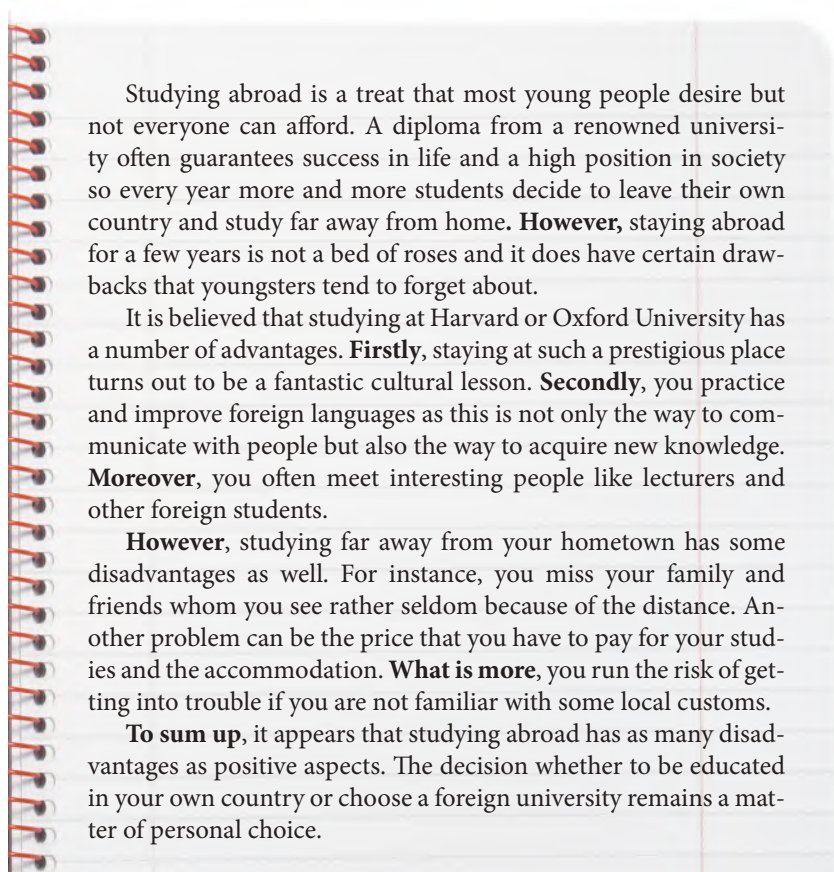 Studying abroad is a treat that most young people desire but
not everyone can afford. A diploma from a renowned universi-
ty often guarantees success in life and a high position in society
so every year more and more students decide to leave their own
country and study far away from home. However, staying abroad
for a few years is not a bed of roses and it does have certain draw-
backs that youngsters tend to forget about.
It is believed that studying at Harvard or Oxford University has
a number of advantages. Firstly, staying at such a prestigious place
turns out to be a fantastic cultural lesson. Secondly, you practice
and improve foreign languages as this is not only the way to com-
municate with people but also the way to acquire new knowledge.
Moreover, you often meet interesting people like lecturers and
other foreign students.
However, studying far away from your hometown has some
disadvantages as well. For instance, you miss your family and
friends whom you see rather seldom because of the distance. An-
other problem can be the price that you have to pay for your stud-
ies and the accommodation. What is more, you run the risk of get-
ting into trouble if you are not familiar with some local customs.
To sum up, it appears that studying abroad has as many disad-
vantages as positive aspects. The decision whether to be educated
in your own country or choose a foreign university remains a mat-
ter of personal choice.